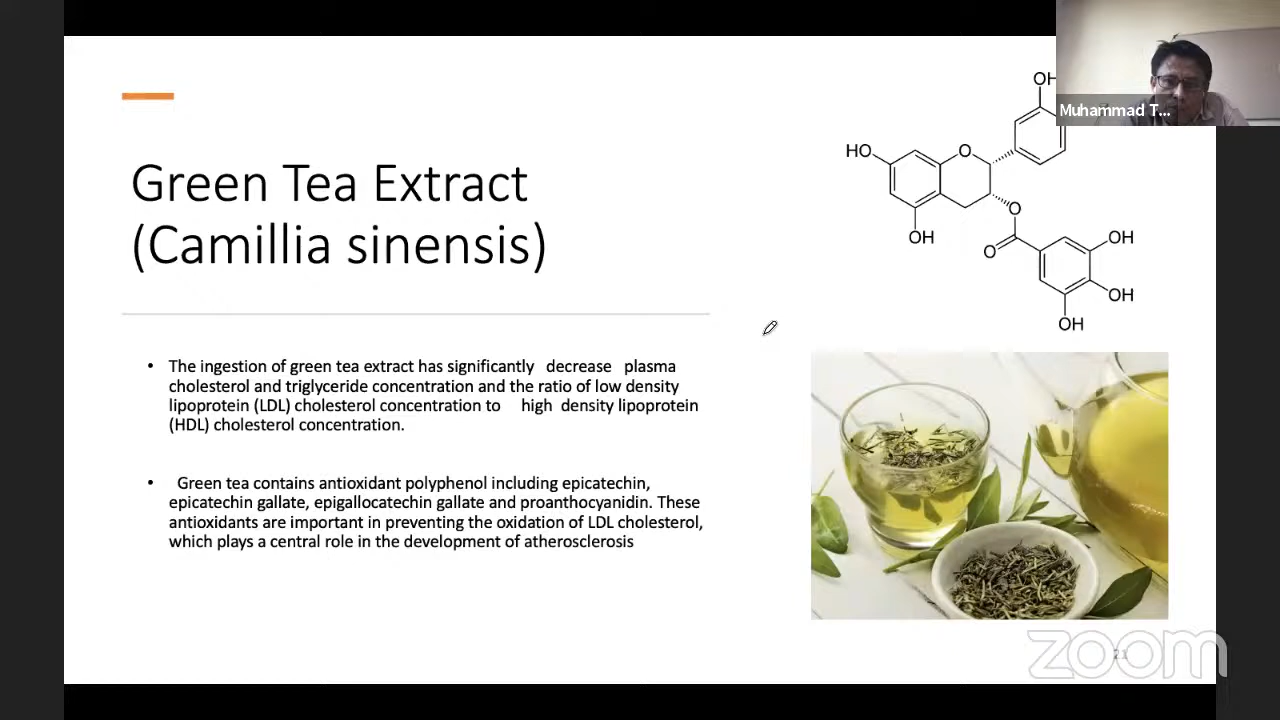 Muhammad T...
Green Tea Extract
(Camillia sinensis)
• The ingestion of green tea extract has significantly decrease plasma
cholesterol and triglyceride concentration and the ratio of low density
lipoprotein (LDL) cholesterol concentration to high density lipoprotein
(HDL) cholesterol concentration.
• Green tea contains antioxidant polyphenol including epicatechin,
epicatechin gallate, epigallocatechin gallate and proanthocyanidin. These
antioxidants are important in preventing the oxidation of LDL cholesterol,
which plays a central role in the development of atherosclerosis
OH
HO
O
OH
O
O
OH
OH
OH
zoom